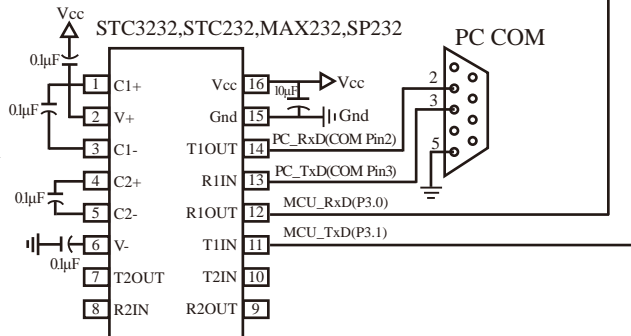 Vcc
STC3232,STC232,MAX232,SP232
PC COM
0.1μF
1 C1+ Vcc 16 Vcc
10μF
0.1μF
2 V+ Gnd 15 Gnd
3 C1- T1OUT 14 PC_RxD(COM Pin2)
4 C2+ R1IN 13 PC_TxD(COM Pin3)
0.1μF
5 C2- R1OUT 12 MCU_RxD(P3.0)
6 V- T1IN 11 MCU_TxD(P3.1)
0.1μF
7 T2OUT T2IN 10
8 R2IN R2OUT 9
2
3
5